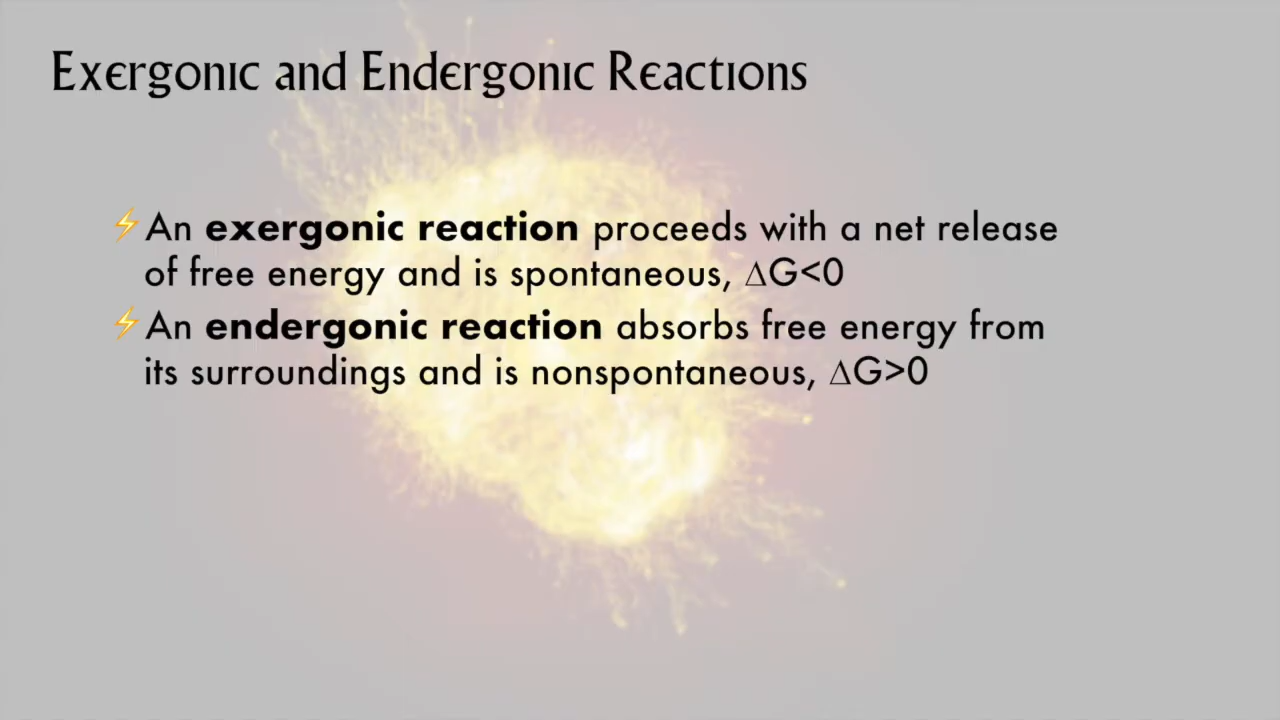 Exergonic and Endergonic Reactions
⚡An exergonic reaction proceeds with a net release
of free energy and is spontaneous, ∆G<0
⚡An endergonic reaction absorbs free energy from
its surroundings and is nonspontaneous, ∆G>0